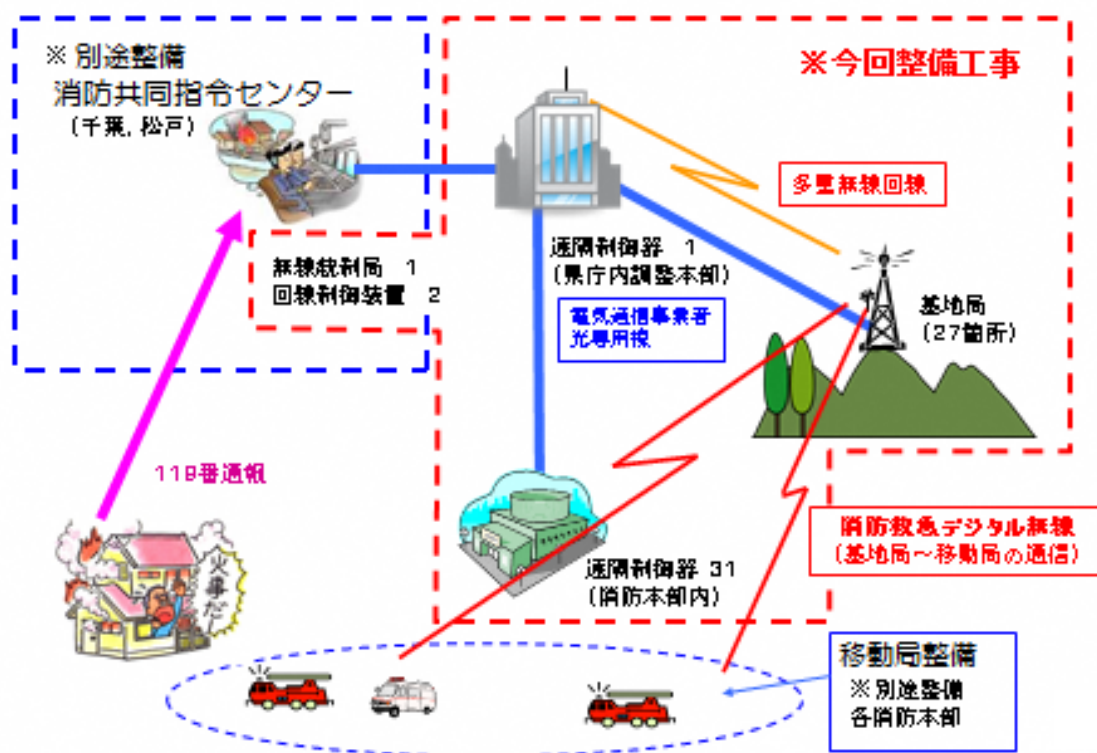 ※ 別途整備
消防共同指令センター
(千葉, 松戸)
※今回整備工事
多重無線回線
無線統制局 1
回線制御装置 2
遠隔制御器 1
(県庁内調整本部)
電気通信事業者
光専用線
基地局
(27箇所)
119番通報
火事だ
遠隔制御器 31
(消防本部内)
消防救急デジタル無線
(基地局～移動局の通信)
移動局整備
※別途整備
各消防本部